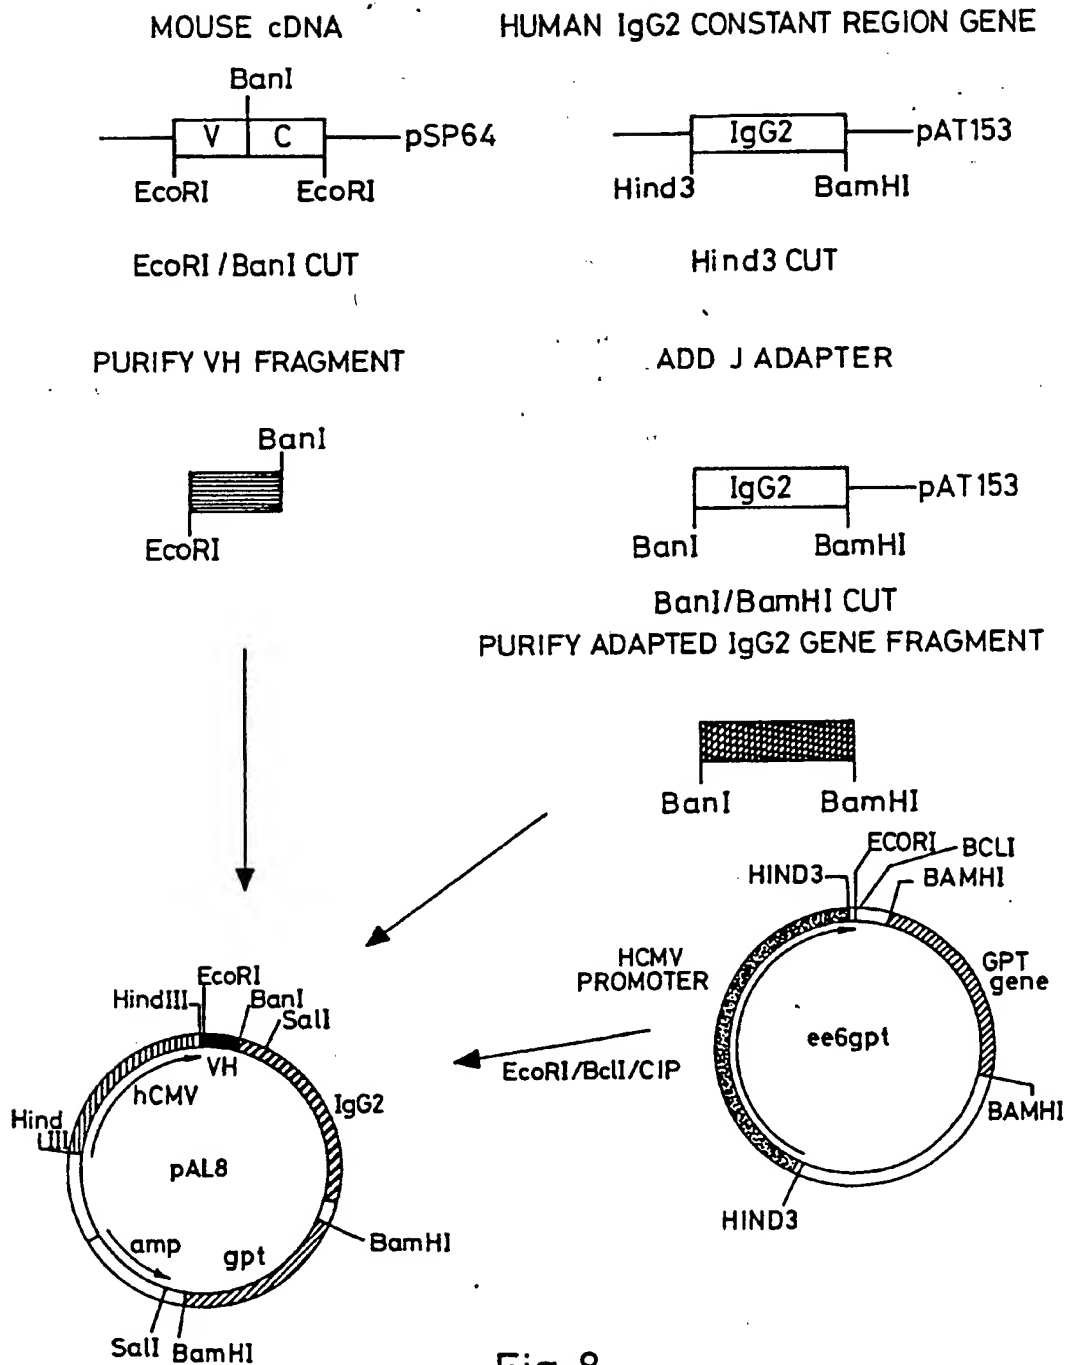 MOUSE cDNA
HUMAN IgG2 CONSTANT REGION GENE
BanI
V
C
pSP64
EcoRI
EcoRI
IgG2
pAT153
Hind3
BamHI
EcoRI/BanI CUT
Hind3 CUT
PURIFY VH FRAGMENT
ADD J ADAPTER
BanI
EcoRI
IgG2
pAT153
BanI
BamHI
BanI/BamHI CUT
PURIFY ADAPTED IgG2 GENE FRAGMENT
BanI
BamHI
ECORI
BCLI
HIND3
BAMHI
HCMV
PROMOTER
GPT
gene
ee6gpt
BAMHI
HIND3
EcoRI/BclI/CIP
EcoRI
HindIII
BanI
SalI
VH
hCMV
IgG2
Hind
III
pAL8
amp
gpt
BamHI
SalI
BamHI
Fig. 8